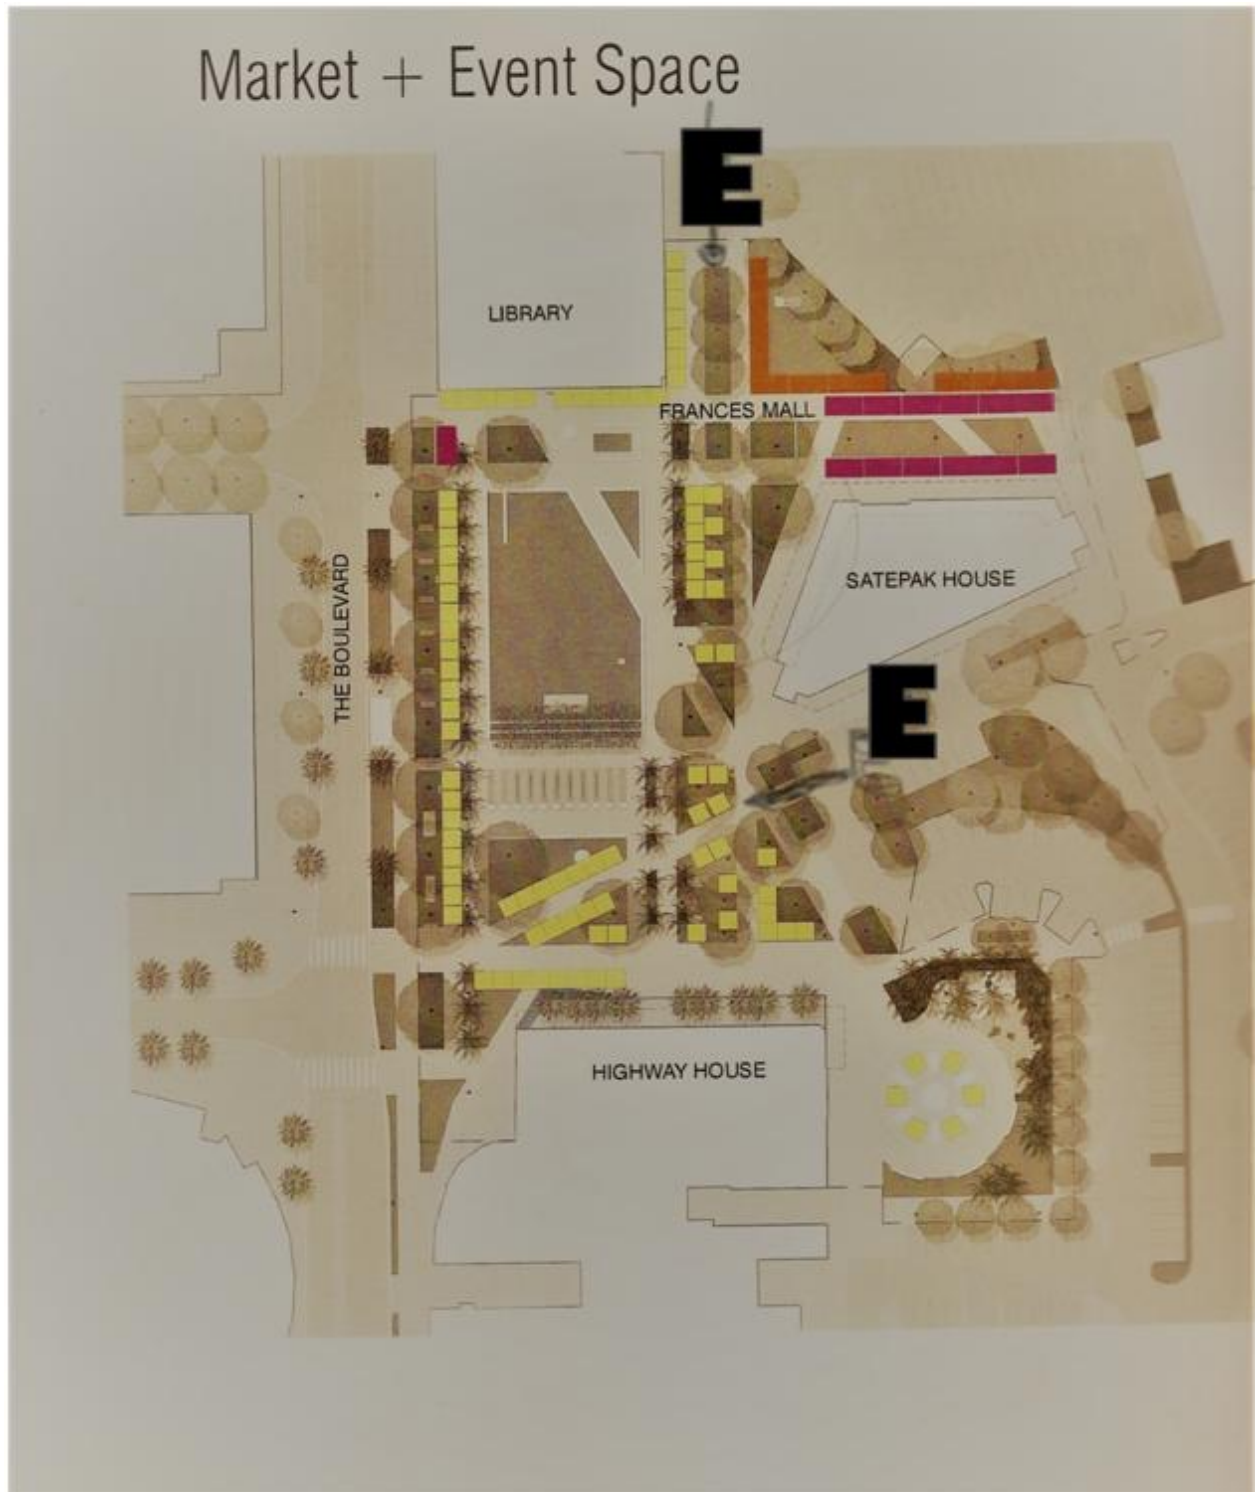 Market + Event Space
E
LIBRARY
FRANCES MALL
THE BOULEVARD
SATEPAK HOUSE
E
HIGHWAY HOUSE